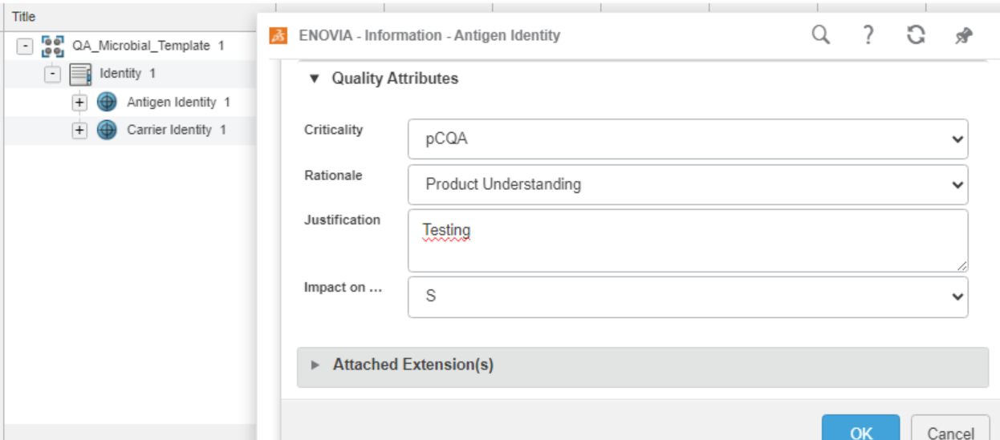 Title
QA_Microbial_Template 1
Identity 1
Antigen Identity 1
Carrier Identity 1
ENOVIA - Information - Antigen Identity
?
Quality Attributes
Criticality
pCQA
Rationale
Product Understanding
Justification
Testing
Impact on ...
S
Attached Extension(s)
OK
Cancel